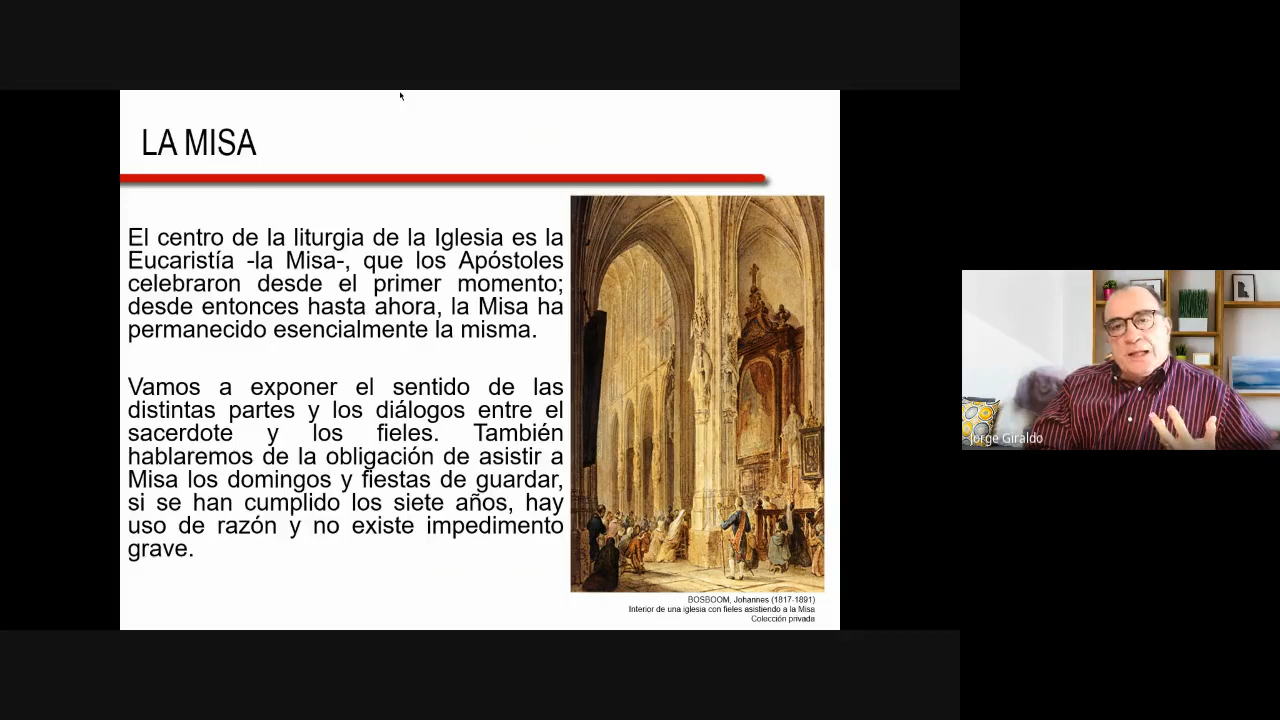 LA MISA
El centro de la liturgia de la Iglesia es la
Eucaristía -la Misa-, que los Apóstoles
celebraron desde el primer momento;
desde entonces hasta ahora, la Misa ha
permanecido esencialmente la misma.
Vamos a exponer el sentido de las
distintas partes y los diálogos entre el
sacerdote y los fieles. También
hablaremos de la obligación de asistir a
Misa los domingos y fiestas de guardar,
si se han cumplido los siete años, hay
uso de razón y no existe impedimento
grave.
BOSBOOM, Johannes (1817-1891)
Interior de una iglesia con fieles asistiendo a la Misa
Colección privada
Jorge Giraldo